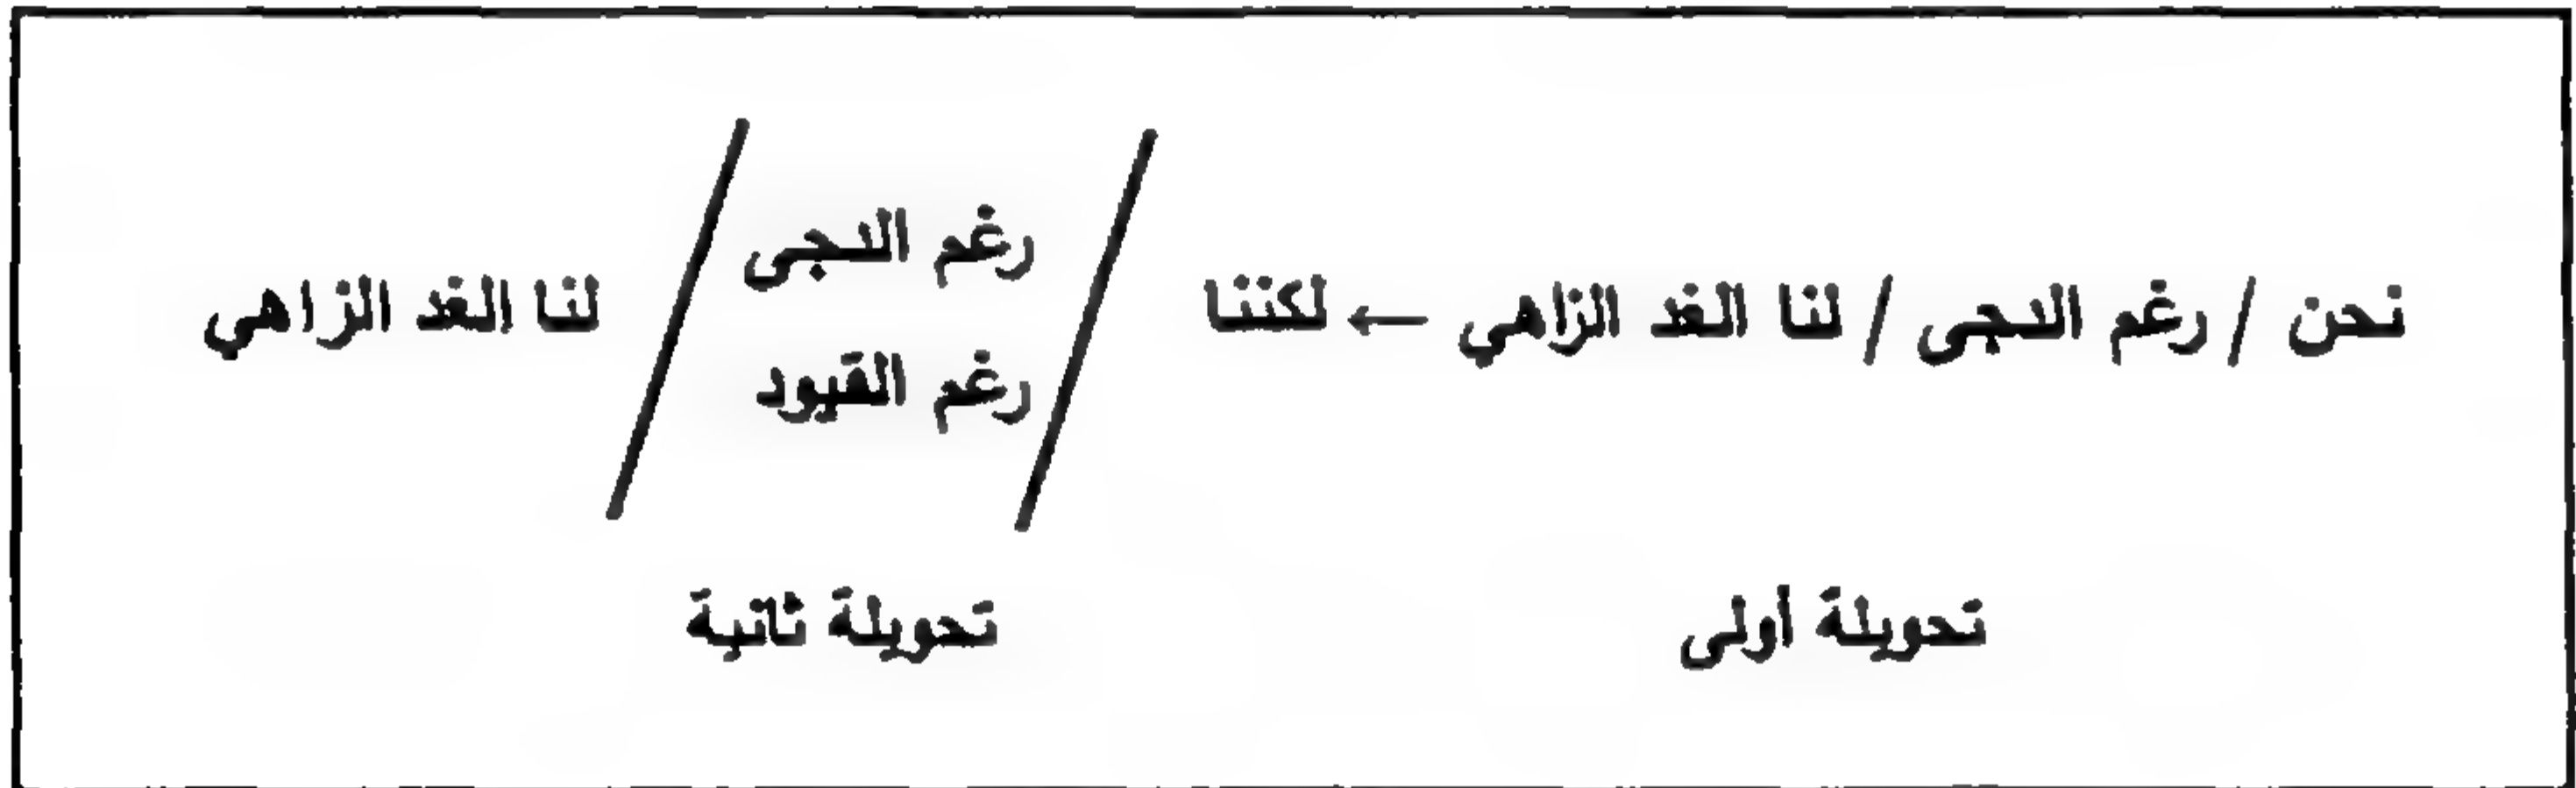 نحن / رغم الدجى / لنا الغد الزاهي ← لكننا / رغم الدجى / لنا الغد الزاهي
رغم القيود
تحويلة أولى تحويلة ثانية